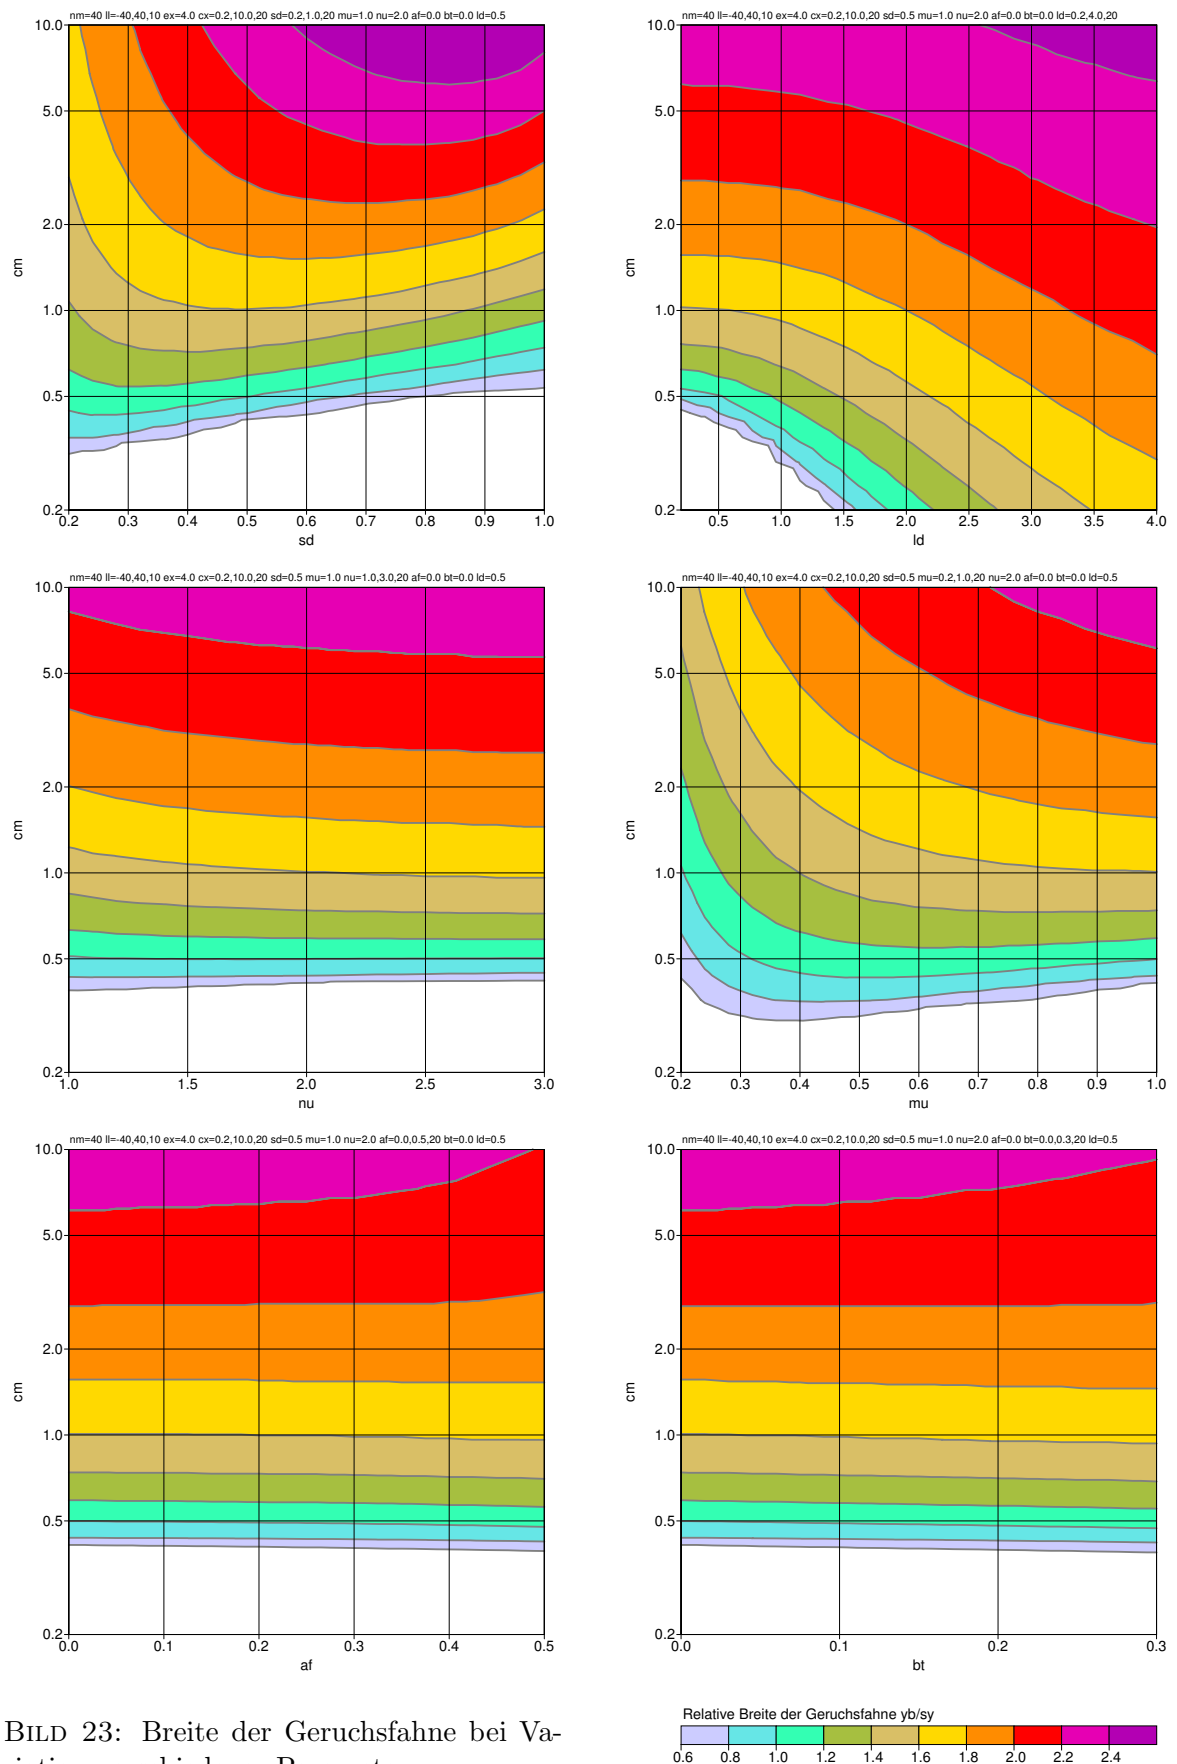 nm=40 ll=-40,40,10 ex=4.0 cx=0.2,10.0,20 sd=0.2,1.0,20 mu=1.0 nu=2.0 af=0.0 bt=0.0 ld=0.5
10.0
5.0
2.0
1.0
0.5
0.2
cm
0.2 0.3 0.4 0.5 0.6 0.7 0.8 0.9 1.0
sd
nm=40 ll=-40,40,10 ex=4.0 cx=0.2,10.0,20 sd=0.5 mu=1.0 nu=2.0 af=0.0 bt=0.0 ld=0.2,4.0,20
10.0
5.0
2.0
1.0
0.5
0.2
cm
0.5 1.0 1.5 2.0 2.5 3.0 3.5 4.0
ld
nm=40 ll=-40,40,10 ex=4.0 cx=0.2,10.0,20 sd=0.5 mu=1.0 nu=1.0,3.0,20 af=0.0 bt=0.0 ld=0.5
10.0
5.0
2.0
1.0
0.5
0.2
cm
1.0 1.5 2.0 2.5 3.0
nu
nm=40 ll=-40,40,10 ex=4.0 cx=0.2,10.0,20 sd=0.5 mu=0.2,1.0,20 nu=2.0 af=0.0 bt=0.0 ld=0.5
10.0
5.0
2.0
1.0
0.5
0.2
cm
0.2 0.3 0.4 0.5 0.6 0.7 0.8 0.9 1.0
mu
nm=40 ll=-40,40,10 ex=4.0 cx=0.2,10.0,20 sd=0.5 mu=1.0 nu=2.0 af=0.0,0.5,20 bt=0.0 ld=0.5
10.0
5.0
2.0
1.0
0.5
0.2
cm
0.0 0.1 0.2 0.3 0.4 0.5
af
nm=40 ll=-40,40,10 ex=4.0 cx=0.2,10.0,20 sd=0.5 mu=1.0 nu=2.0 af=0.0 bt=0.0,0.3,20 ld=0.5
10.0
5.0
2.0
1.0
0.5
0.2
cm
0.0 0.1 0.2 0.3
bt
BILD 23: Breite der Geruchsfahne bei Va-
Relative Breite der Geruchsfahne yb/sy
0.6 0.8 1.0 1.2 1.4 1.6 1.8 2.0 2.2 2.4